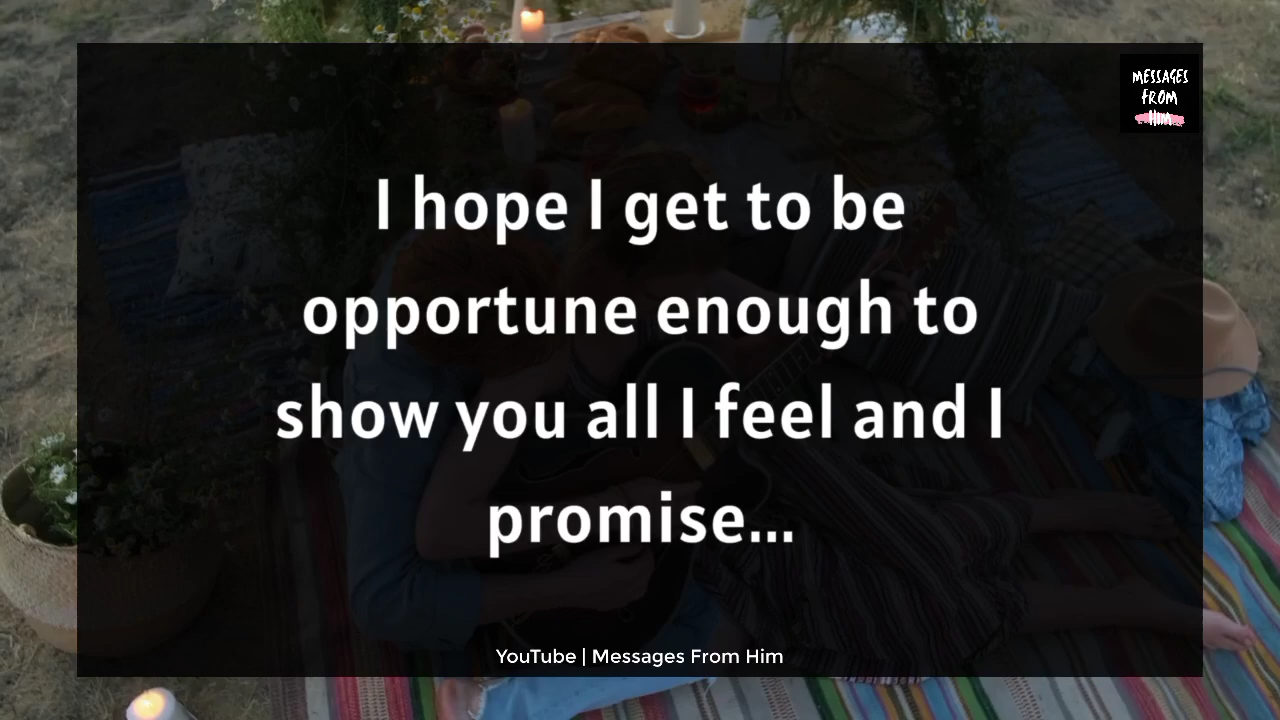 MESSAGES
FROM
HIM
I hope I get to be
opportune enough to
show you all I feel and I
promise...
YouTube | Messages From Him